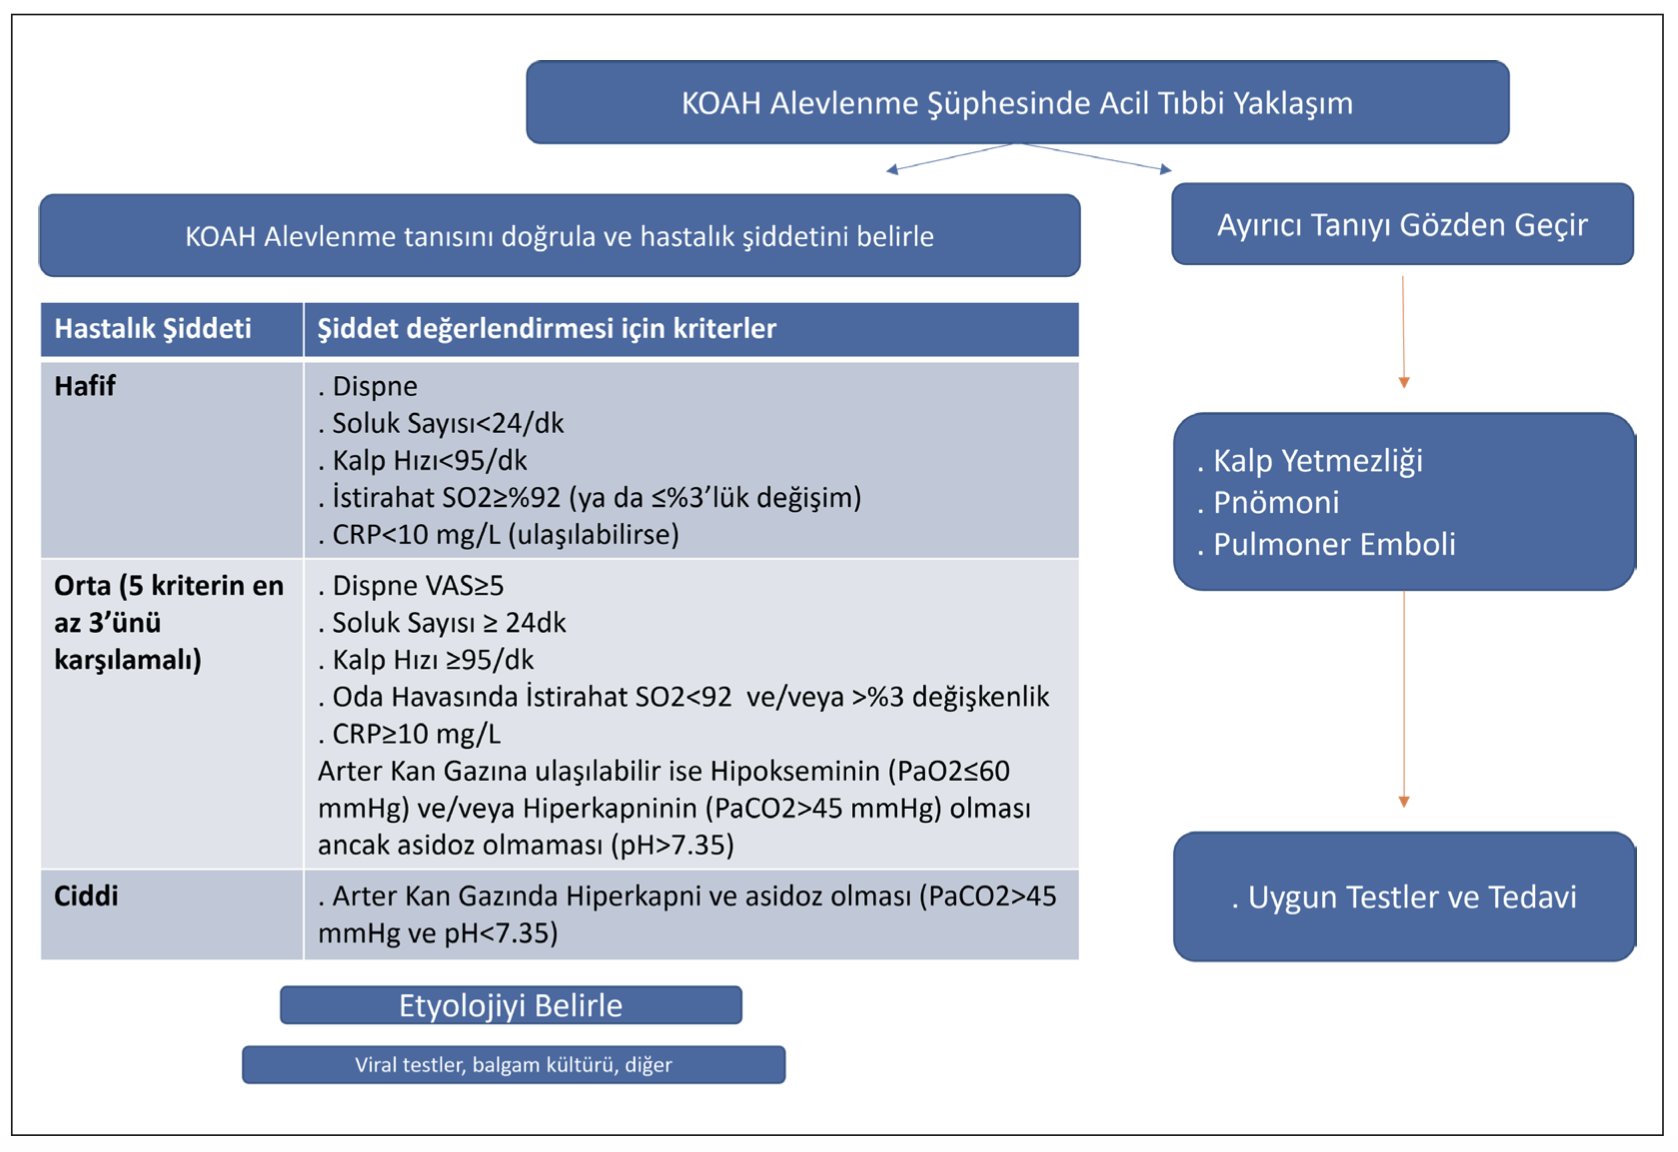 KOAH Alevlenme Şüphesinde Acil Tıbbi Yaklaşım
KOAH Alevlenme tanısını doğrula ve hastalık şiddetini belirle
Hastalık Şiddeti
Şiddet değerlendirmesi için kriterler
Hafif
. Dispne
. Soluk Sayısı<24/dk
. Kalp Hızı<95/dk
. İstirahat SO2≥%92 (ya da ≤%3’lük değişim)
. CRP<10 mg/L (ulaşılabilirse)
Orta (5 kriterin en
az 3’ünü
karşılamalı)
. Dispne VAS≥5
. Soluk Sayısı ≥ 24dk
. Kalp Hızı ≥95/dk
. Oda Havasında İstirahat SO2<92 ve/veya >%3 değişkenlik
. CRP≥10 mg/L
Arter Kan Gazına ulaşılabilir ise Hipokseminin (PaO2≤60
mmHg) ve/veya Hiperkapninin (PaCO2>45 mmHg) olması
ancak asidoz olmaması (pH>7.35)
Ciddi
. Arter Kan Gazında Hiperkapni ve asidoz olması (PaCO2>45
mmHg ve pH<7.35)
Etyolojiyi Belirle
Viral testler, balgam kültürü, diğer
Ayırıcı Tanıyı Gözden Geçir
. Kalp Yetmezliği
. Pnömoni
. Pulmoner Emboli
. Uygun Testler ve Tedavi